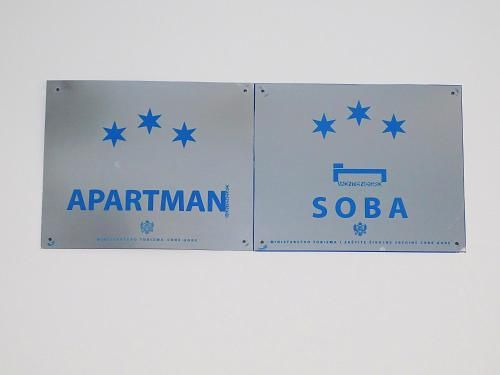 APARTMAN
MINISTARSTVO TURIZMA CRNE GORE
SOBA
MINISTARSTVO TURIZMA I ZAŠTITE ŽIVOTNE SREDINE CRNE GORE